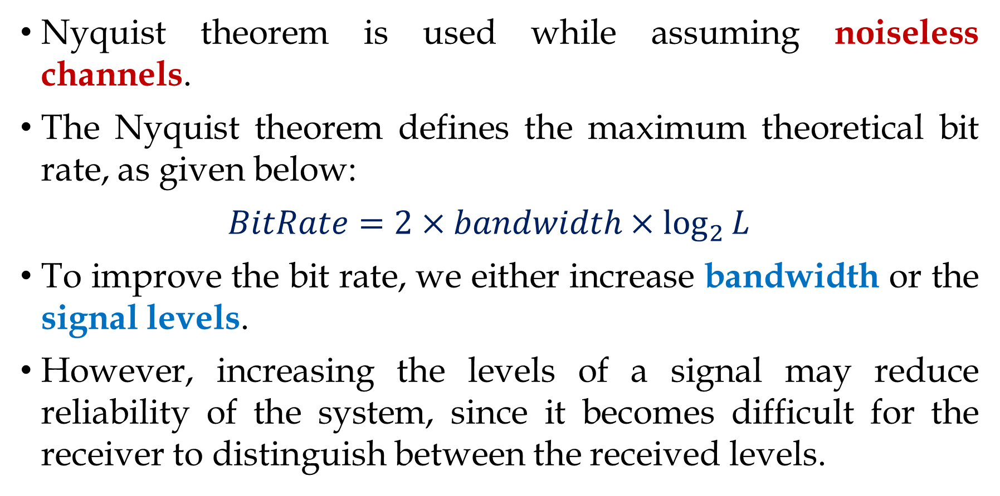 • Nyquist theorem is used while assuming noiseless
channels.
• The Nyquist theorem defines the maximum theoretical bit
rate, as given below:
BitRate = 2 × bandwidth × log₂ L
• To improve the bit rate, we either increase bandwidth or the
signal levels.
• However, increasing the levels of a signal may reduce
reliability of the system, since it becomes difficult for the
receiver to distinguish between the received levels.